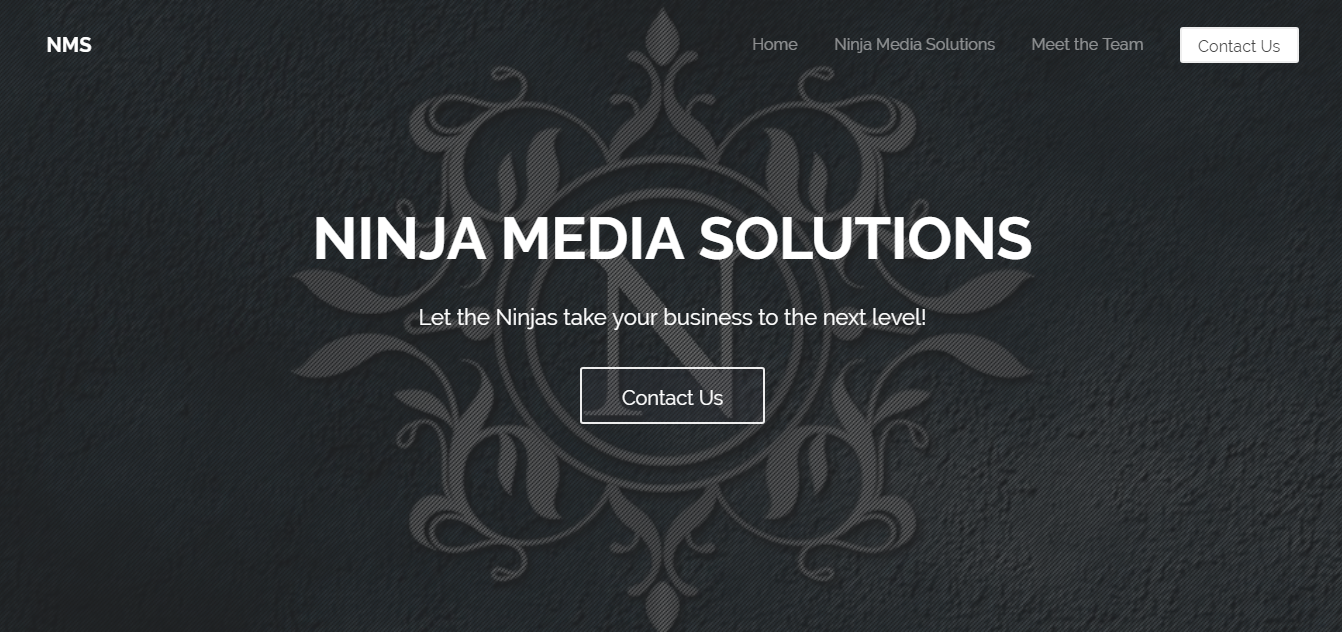 NMS
Home
Ninja Media Solutions
Meet the Team
Contact Us
NINJA MEDIA SOLUTIONS
N
Let the Ninjas take your business to the next level!
Contact Us